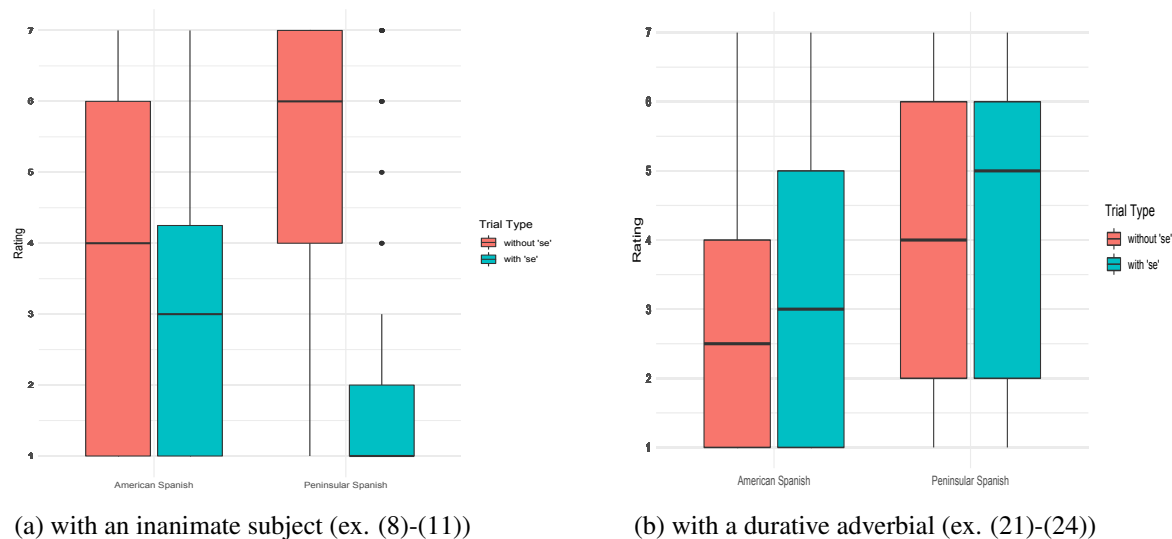 7
6
5
4
3
2
1
Rating
American Spanish
Peninsular Spanish
Trial Type
without 'se'
with 'se'
(a) with an inanimate subject (ex. (8)-(11))
7
6
5
4
3
2
1
Rating
American Spanish
Peninsular Spanish
Trial Type
without 'se'
with 'se'
(b) with a durative adverbial (ex. (21)-(24))